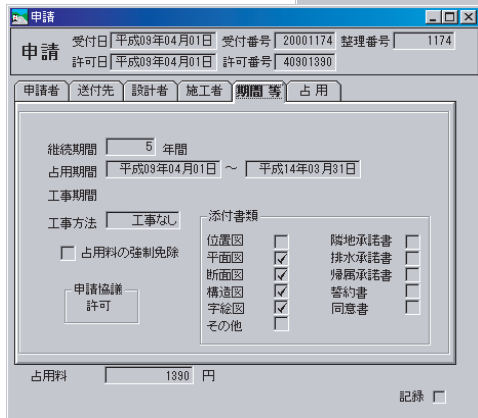 申請
申請 受付日 平成09年04月01日 受付番号 20001174 整理番号 1174
許可日 平成09年04月01日 許可番号 40901390
申請者 送付先 設計者 施工者 期間 等 占 用
継続期間 5 年間
占用期間 平成09年04月01日 ～ 平成14年03月31日
工事期間
工事方法 工事なし
占用料の強制免除
申請協議
許可
添付書類
位置図 隣地承諾書
平面図 排水承諾書
断面図 帰属承諾書
構造図 誓約書
字絵図 同意書
その他
占用料 1390 円
記録